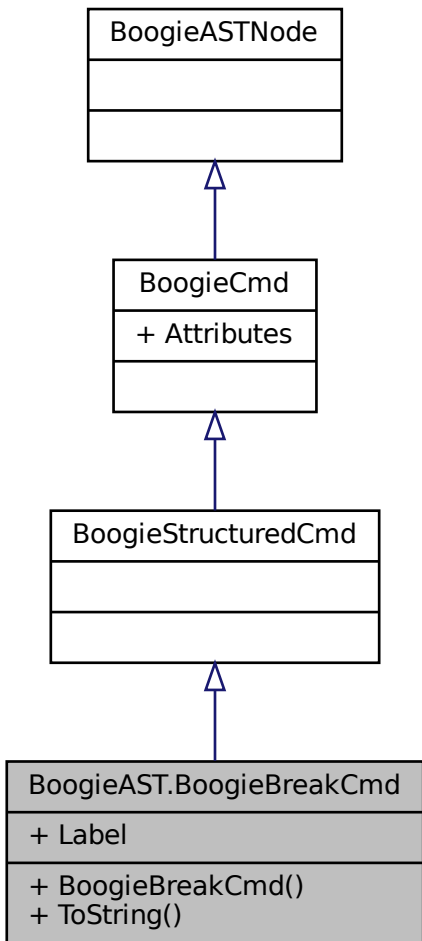 BoogieASTNode
BoogieCmd
+ Attributes
BoogieStructuredCmd
BoogieAST.BoogieBreakCmd
+ Label
+ BoogieBreakCmd()
+ ToString()